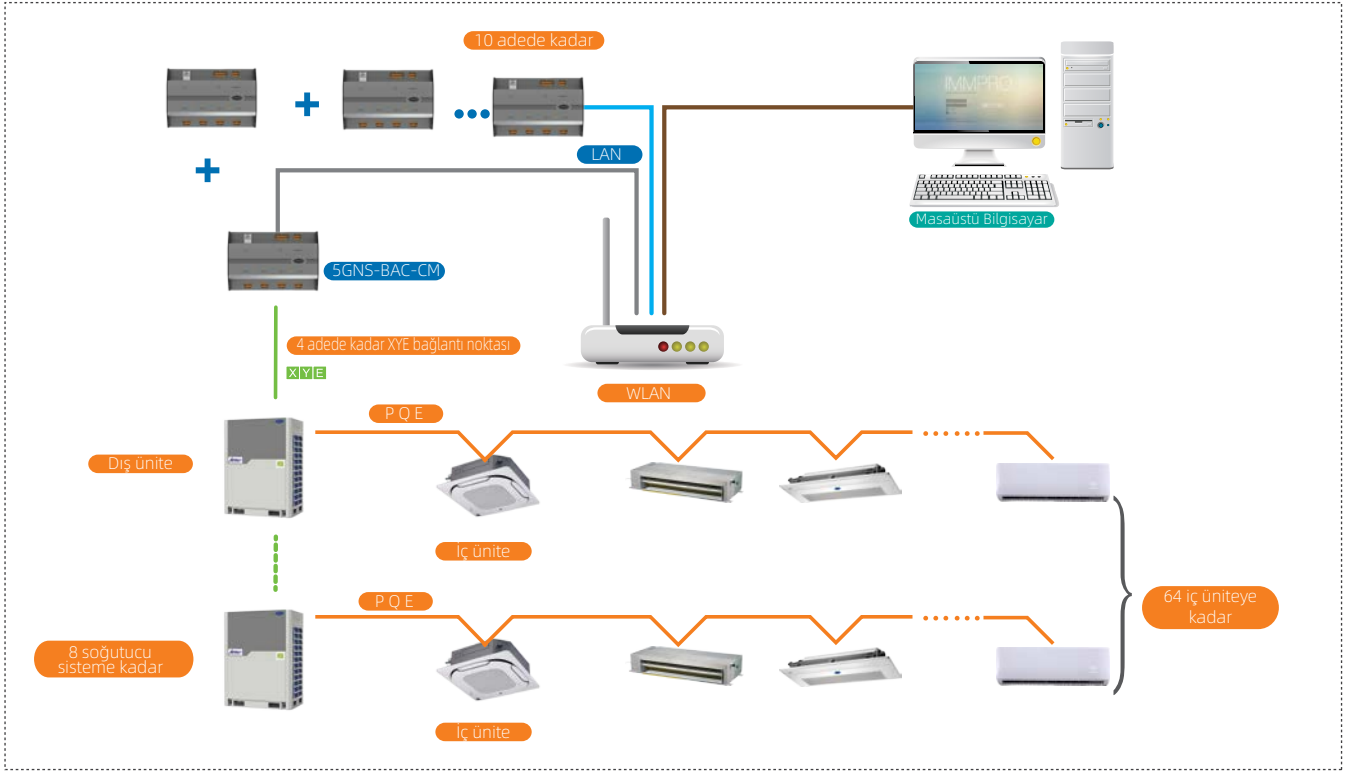 10 adede kadar
IMMPRO
LAN
Masaüstü Bilgisayar
5GNS-BAC-CM
4 adede kadar XYE bağlantı noktası
X Y E
WLAN
P Q E
Dış ünite
İç ünite
P Q E
64 iç üniteye
kadar
8 soğutucu
sisteme kadar
İç ünite